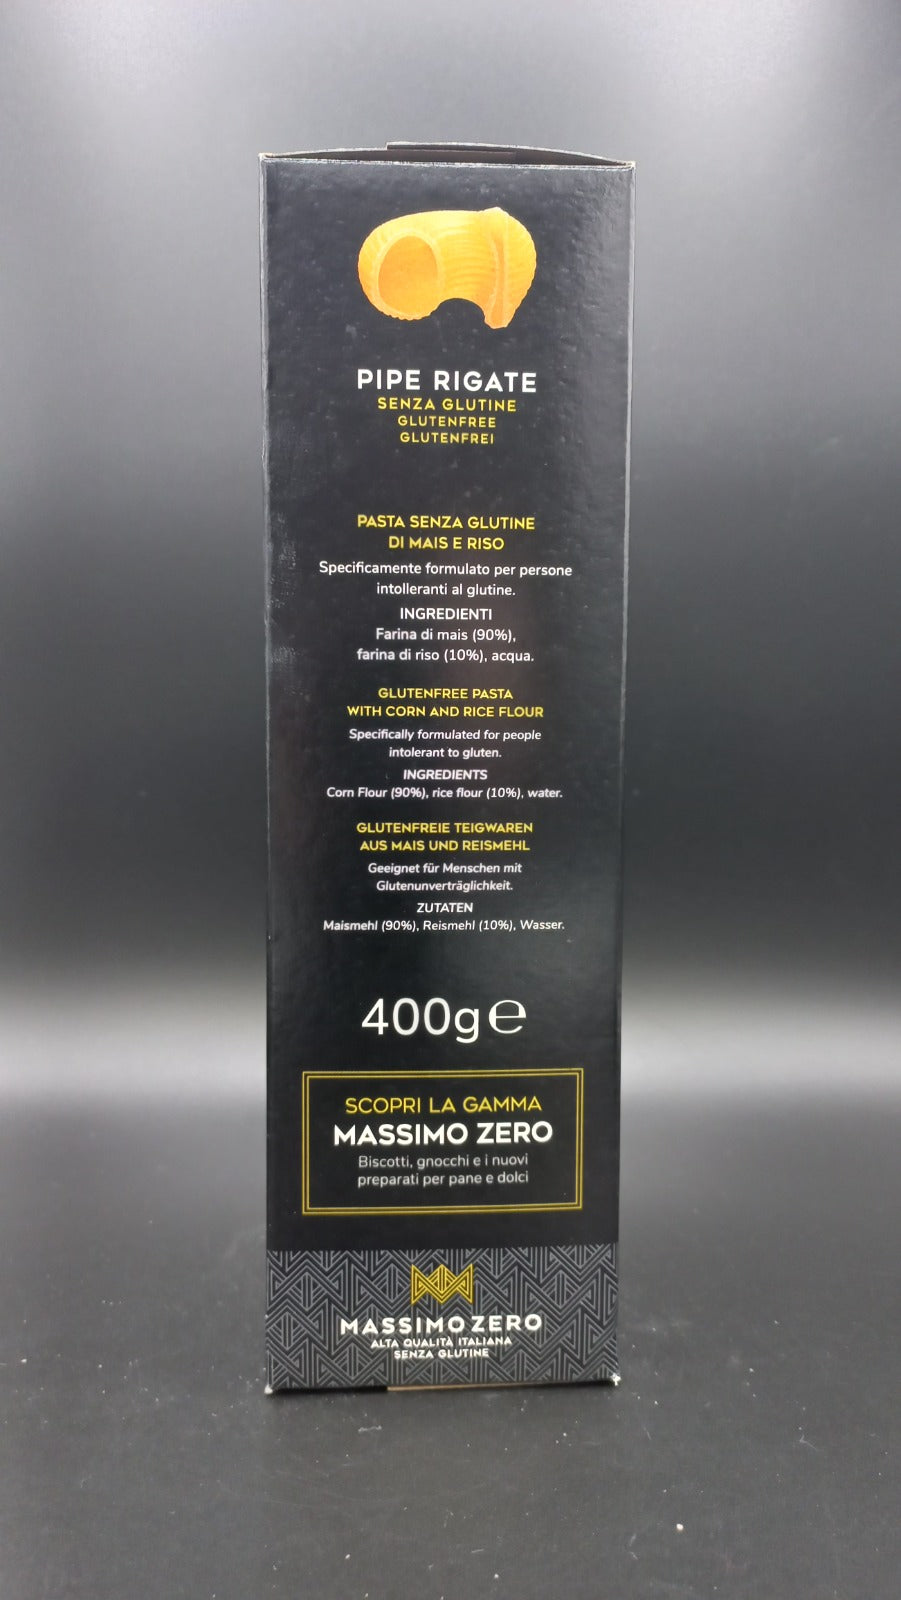 PIPE RIGATE
SENZA GLUTINE
GLUTENFREE
GLUTENFREI
PASTA SENZA GLUTINE
DI MAIS E RISO
Specificamente formulato per persone
intolleranti al glutine.
INGREDIENTI
Farina di mais (90%),
farina di riso (10%), acqua.
GLUTENFREE PASTA
WITH CORN AND RICE FLOUR
Specifically formulated for people
intolerant to gluten.
INGREDIENTS
Corn Flour (90%), rice flour (10%), water.
GLUTENFREIE TEIGWAREN
AUS MAIS UND REISMEHL
Geeignet für Menschen mit
Glutenunverträglichkeit.
ZUTATEN
Maismehl (90%), Reismehl (10%), Wasser.
400g ℮
SCOPRI LA GAMMA
MASSIMO ZERO
Biscotti, gnocchi e i nuovi
preparati per pane e dolci
MASSIMO ZERO
ALTA QUALITÀ ITALIANA
SENZA GLUTINE